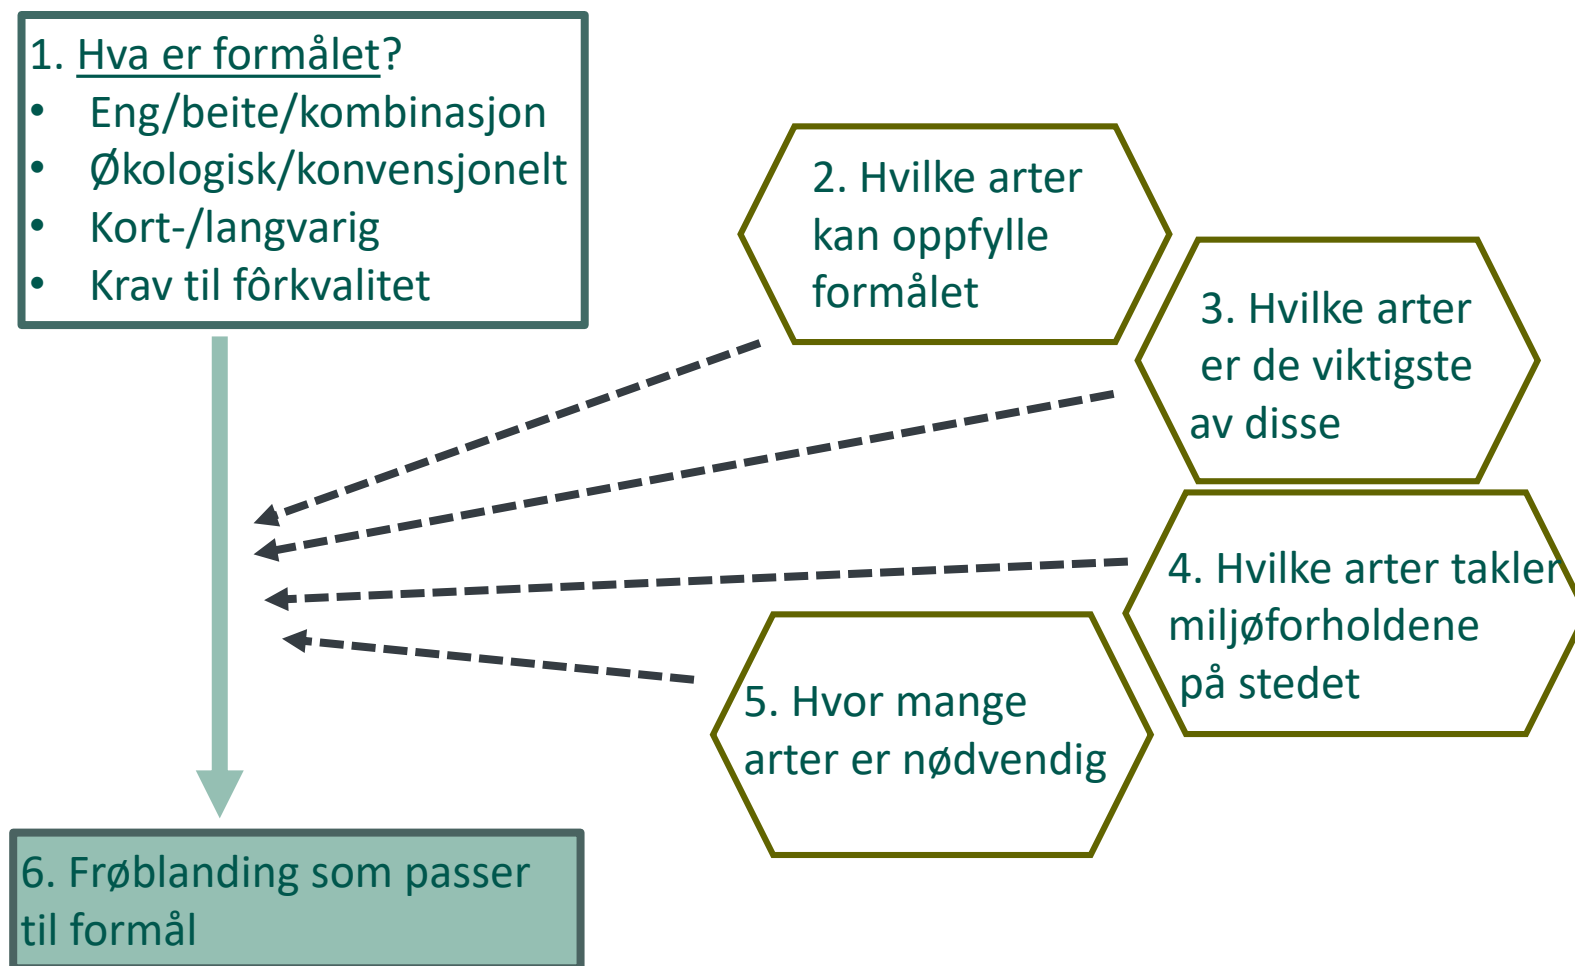 1. Hva er formålet?
• Eng/beite/kombinasjon
• Økologisk/konvensjonelt
• Kort-/langvarig
• Krav til fôrkvalitet
2. Hvilke arter
kan oppfylle
formålet
3. Hvilke arter
er de viktigste
av disse
4. Hvilke arter takler
miljøforholdene
på stedet
5. Hvor mange
arter er nødvendig
6. Frøblanding som passer
til formål